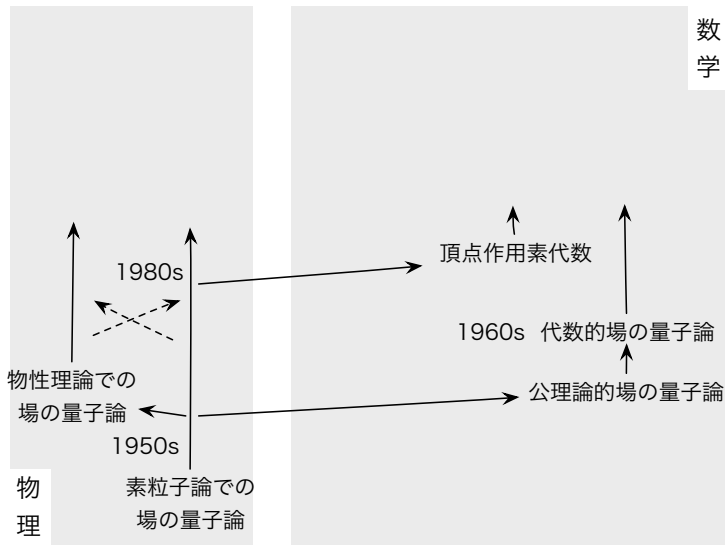 数
学
頂点作用素代数
1980s
1960s 代数的場の量子論
物性理論での
場の量子論
公理論的場の量子論
1950s
物
理
素粒子論での
場の量子論